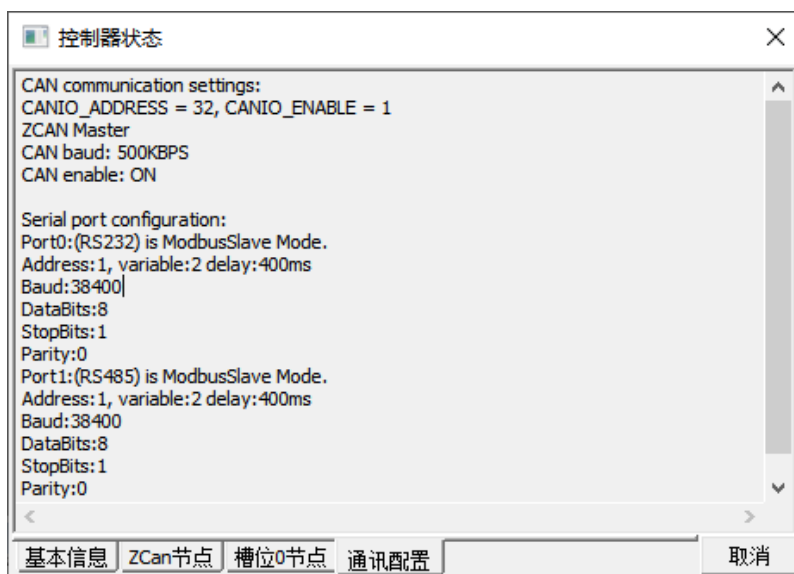 控制器状态
CAN communication settings:
CANIO_ADDRESS = 32, CANIO_ENABLE = 1
ZCAN Master
CAN baud: 500KBPS
CAN enable: ON
Serial port configuration:
Port0:(RS232) is ModbusSlave Mode.
Address:1, variable:2 delay:400ms
Baud:38400
DataBits:8
StopBits:1
Parity:0
Port1:(RS485) is ModbusSlave Mode.
Address:1, variable:2 delay:400ms
Baud:38400
DataBits:8
StopBits:1
Parity:0
基本信息 ZCan节点 槽位0节点 通讯配置 取消